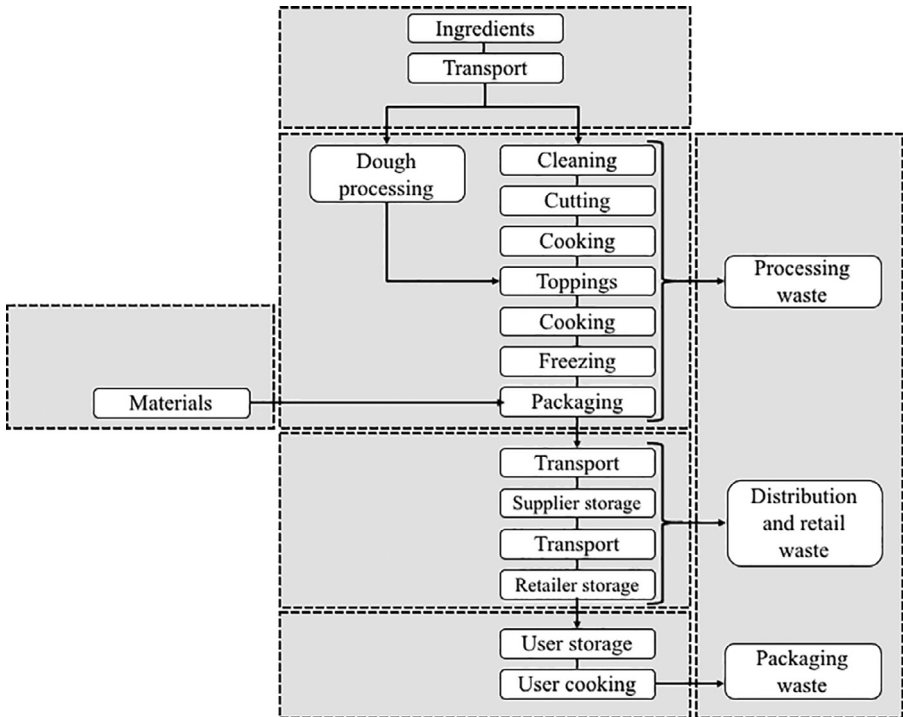 Ingredients
Transport
Dough
processing
Cleaning
Cutting
Cooking
Toppings
Cooking
Freezing
Packaging
Processing
waste
Materials
Transport
Supplier storage
Transport
Retailer storage
Distribution
and retail
waste
User storage
User cooking
Packaging
waste